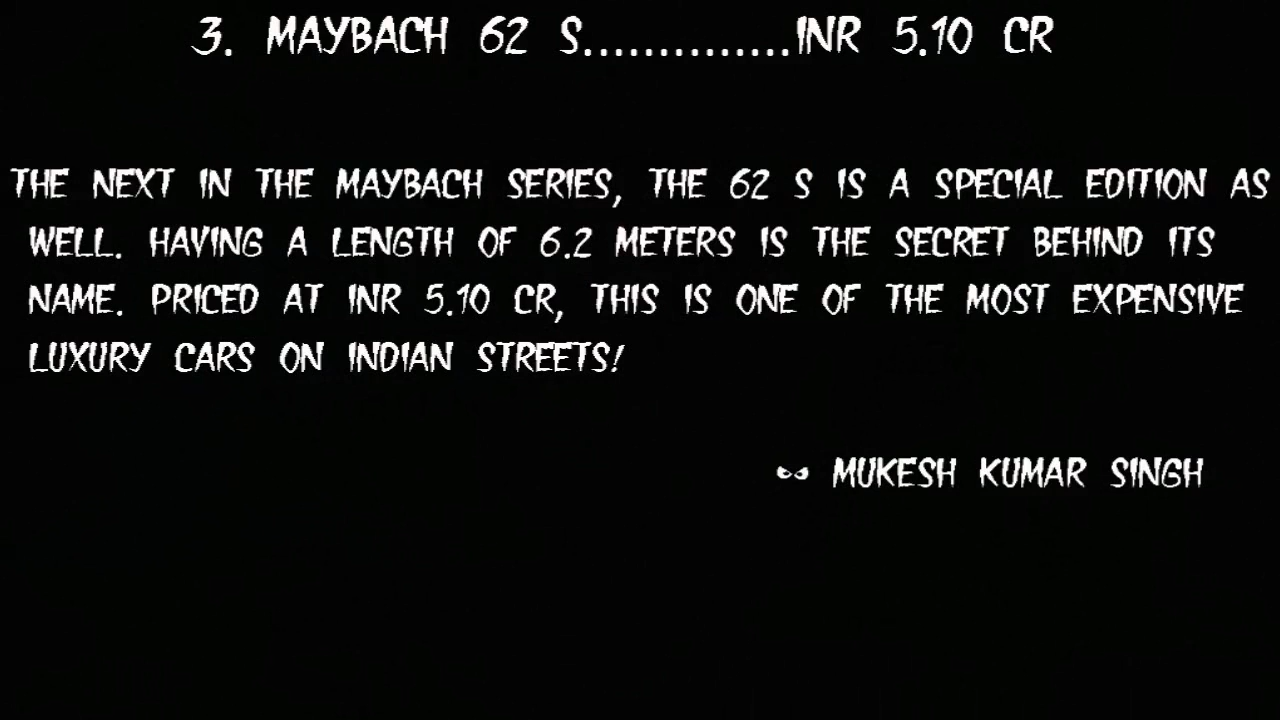 3. MAYBACH 62 S..............INR 5.10 CR
THE NEXT IN THE MAYBACH SERIES, THE 62 S IS A SPECIAL EDITION AS
WELL. HAVING A LENGTH OF 6.2 METERS IS THE SECRET BEHIND ITS
NAME. PRICED AT INR 5.10 CR, THIS IS ONE OF THE MOST EXPENSIVE
LUXURY CARS ON INDIAN STREETS!
MUKESH KUMAR SINGH